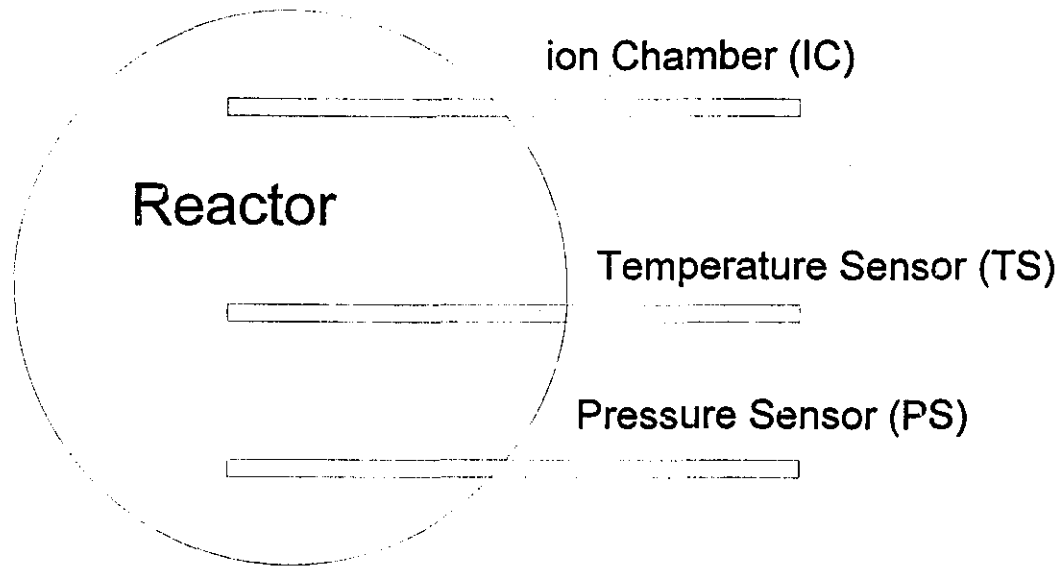 ion Chamber (IC)
Reactor
Temperature Sensor (TS)
Pressure Sensor (PS)